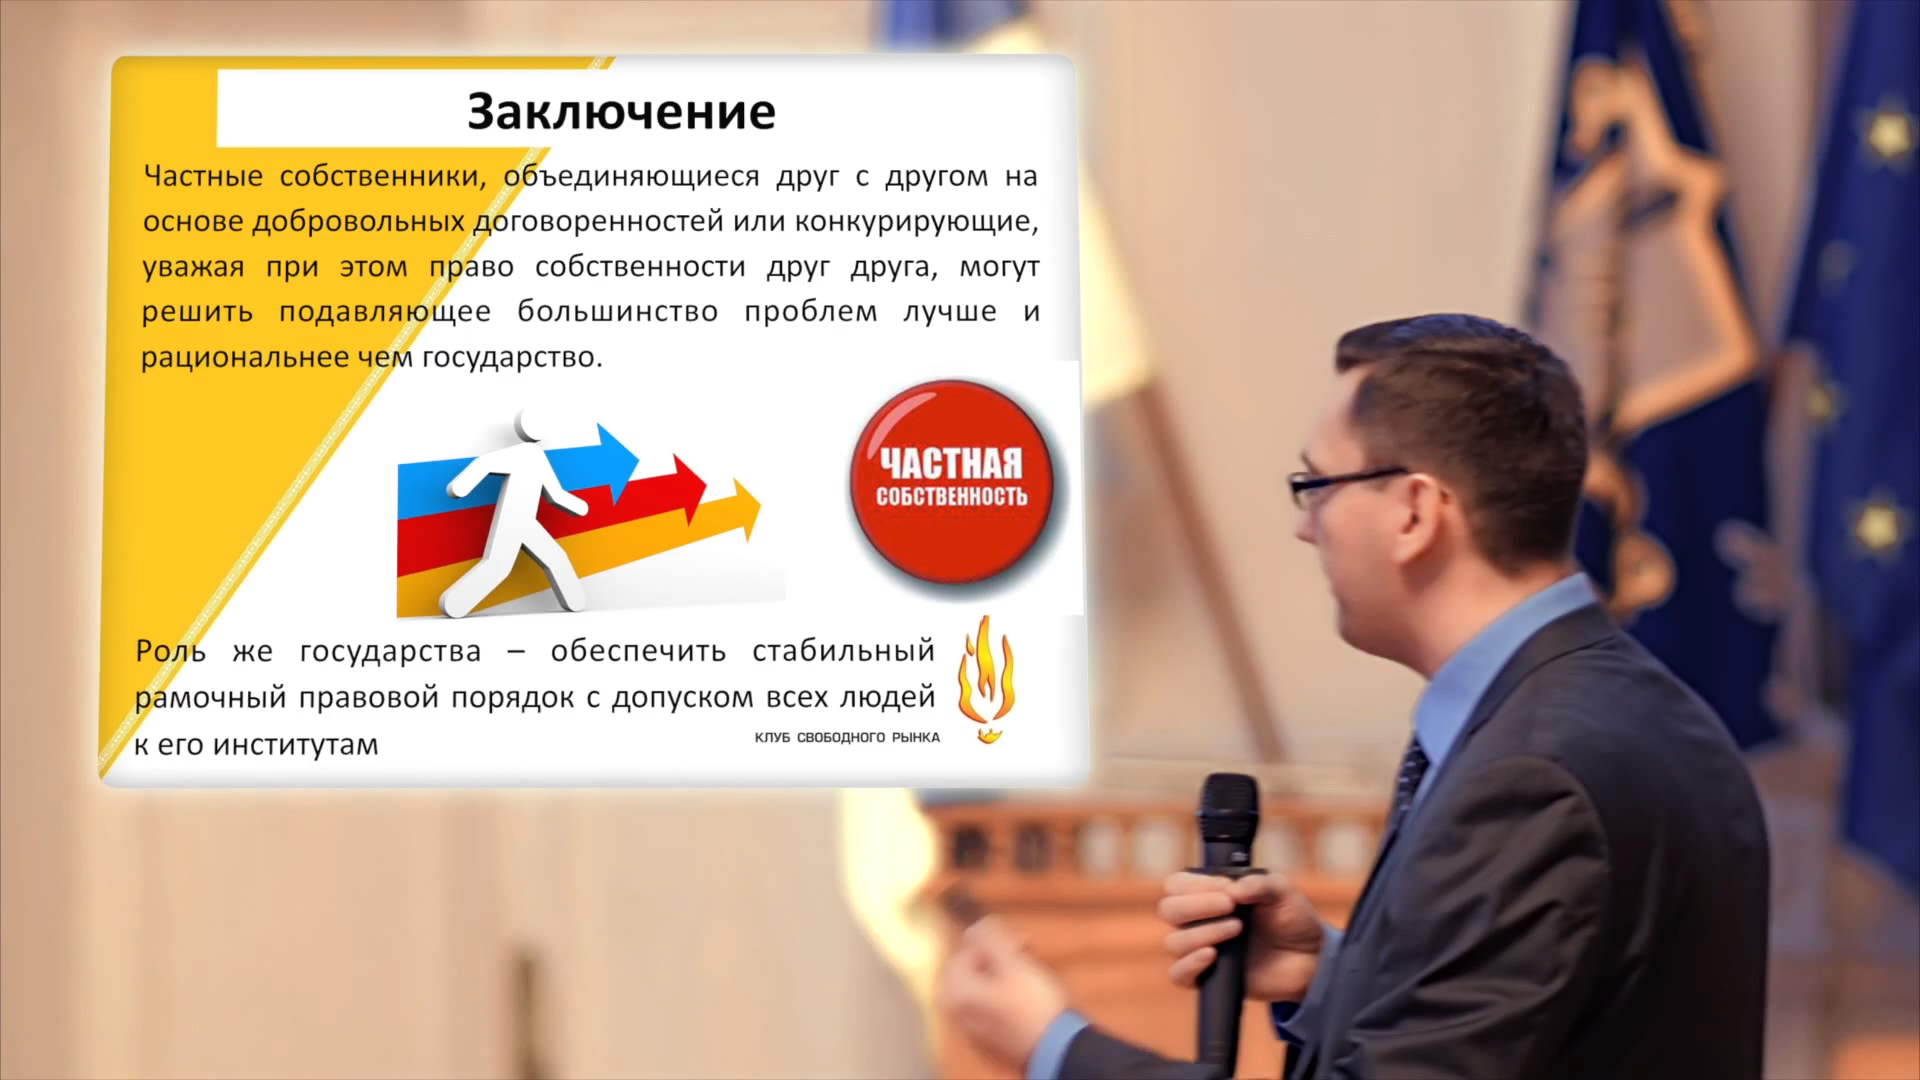 Заключение
Частные собственники, объединяющиеся друг с другом на
основе добровольных договоренностей или конкурирующие,
уважая при этом право собственности друг друга, могут
решить подавляющее большинство проблем лучше и
рациональнее чем государство.
ЧАСТНАЯ
СОБСТВЕННОСТЬ
Роль же государства – обеспечить стабильный
рамочный правовой порядок с допуском всех людей
к его институтам
КЛУБ СВОБОДНОГО РЫНКА